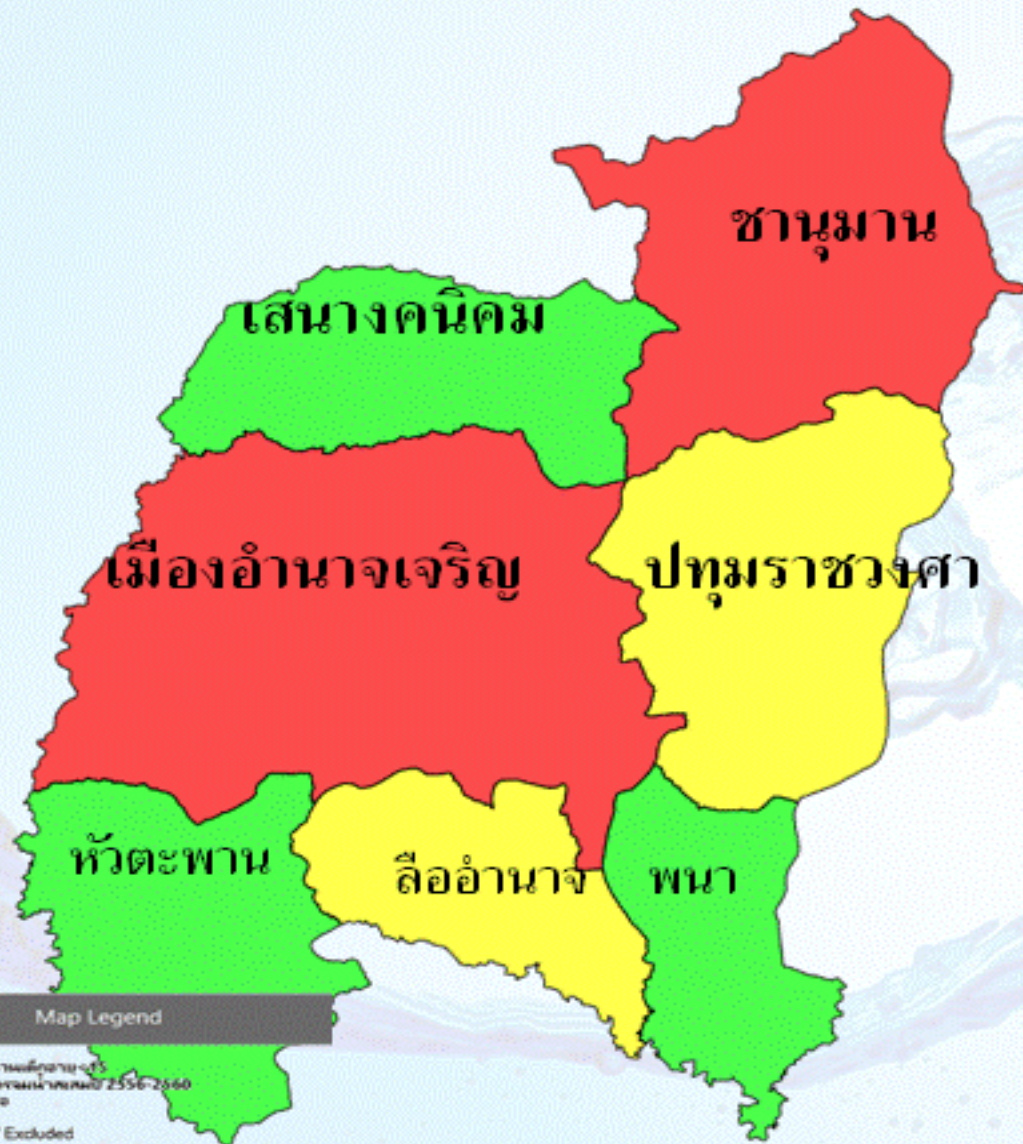 ชานุมาน
เสนางคนิคม
เมืองอำนาจเจริญ
ปทุมราชวงศา
หัวตะพาน
ลืออำนาจ
พนา
Map Legend
2556-2560
Excluded